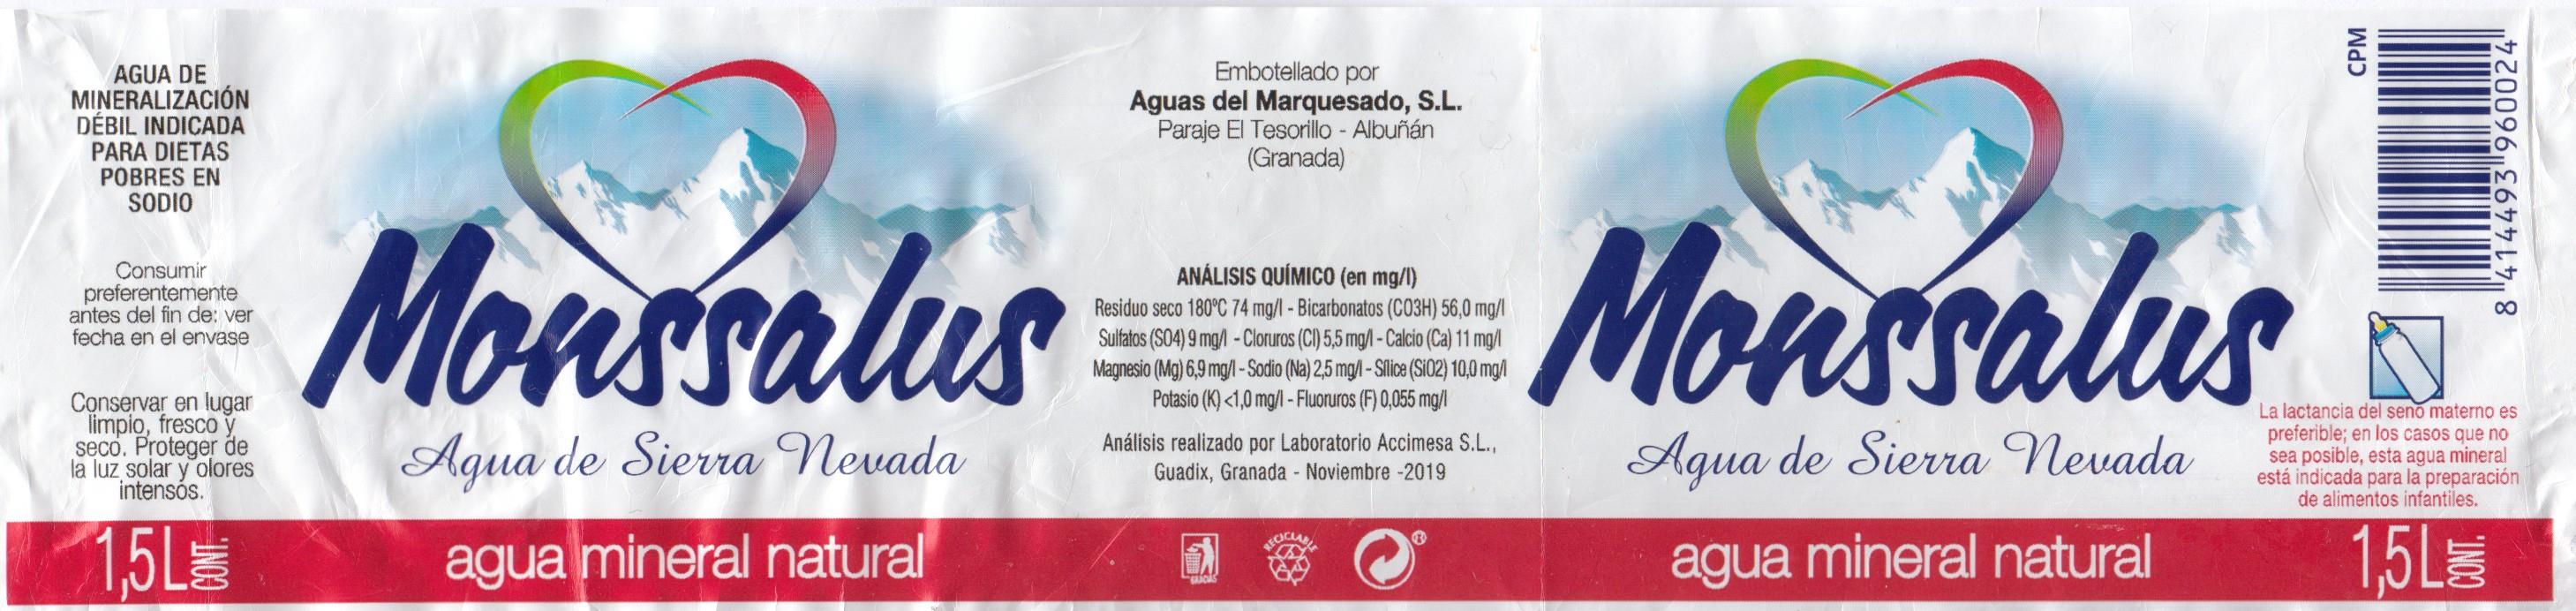 AGUA DE
MINERALIZACIÓN
DÉBIL INDICADA
PARA DIETAS
POBRES EN
SODIO
Consumir
preferentemente
antes del fin de: ver
fecha en el envase
Conservar en lugar
limpio, fresco y
seco. Proteger de
la luz solar y olores
intensos.
1,5L CONT.
Monssalus
Agua de Sierra Nevada
agua mineral natural
Embotellado por
Aguas del Marquesado, S.L.
Paraje El Tesorillo - Albuñán
(Granada)
ANÁLISIS QUÍMICO (en mg/l)
Residuo seco 180ºC 74 mg/l - Bicarbonatos (CO3H) 56,0 mg/l
Sulfatos (SO4) 9 mg/l - Cloruros (Cl) 5,5 mg/l - Calcio (Ca) 11 mg/l
Magnesio (Mg) 6,9 mg/l - Sodio (Na) 2,5 mg/l - Sílice (SiO2) 10,0 mg/l
Potasio (K) <1,0 mg/l - Fluoruros (F) 0,055 mg/l
Análisis realizado por Laboratorio Accimesa S.L.,
Guadix, Granada - Noviembre -2019
GRACIAS
RECICLABLE
®
Monssalus
Agua de Sierra Nevada
agua mineral natural
CPM
8 414493 960024
La lactancia del seno materno es
preferible; en los casos que no
sea posible, esta agua mineral
está indicada para la preparación
de alimentos infantiles.
1,5L CONT.